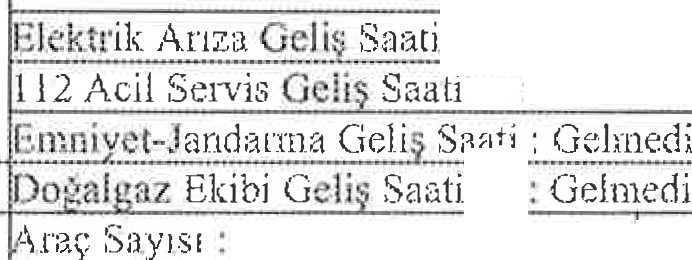 Elektrik Arıza Geliş Saati
112 Acil Servis Geliş Saati
Emniyet-Jandarma Geliş Saati : Gelmedi
Doğalgaz Ekibi Geliş Saati : Gelmedi
Araç Sayısı :